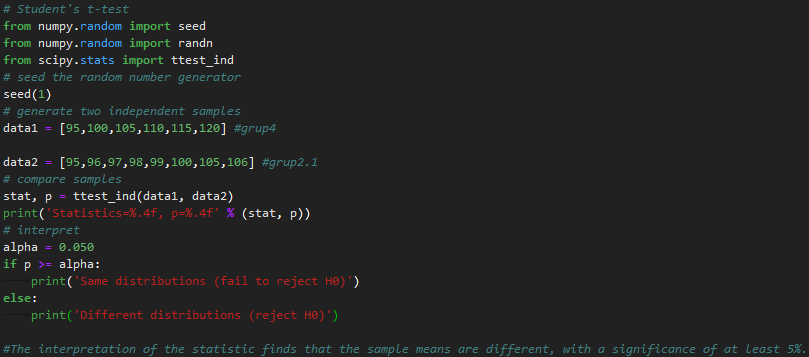 # Student's t-test
from numpy.random import seed
from numpy.random import randn
from scipy.stats import ttest_ind
# seed the random number generator
seed(1)
# generate two independent samples
data1 = [95,100,105,110,115,120] #grup4
data2 = [95,96,97,98,99,100,105,106] #grup2.1
# compare samples
stat, p = ttest_ind(data1, data2)
print('Statistics=%.4f, p=%.4f' % (stat, p))
# interpret
alpha = 0.050
if p >= alpha:
    print('Same distributions (fail to reject H0)')
else:
    print('Different distributions (reject H0)')
#The interpretation of the statistic finds that the sample means are different, with a significance of at least 5%.